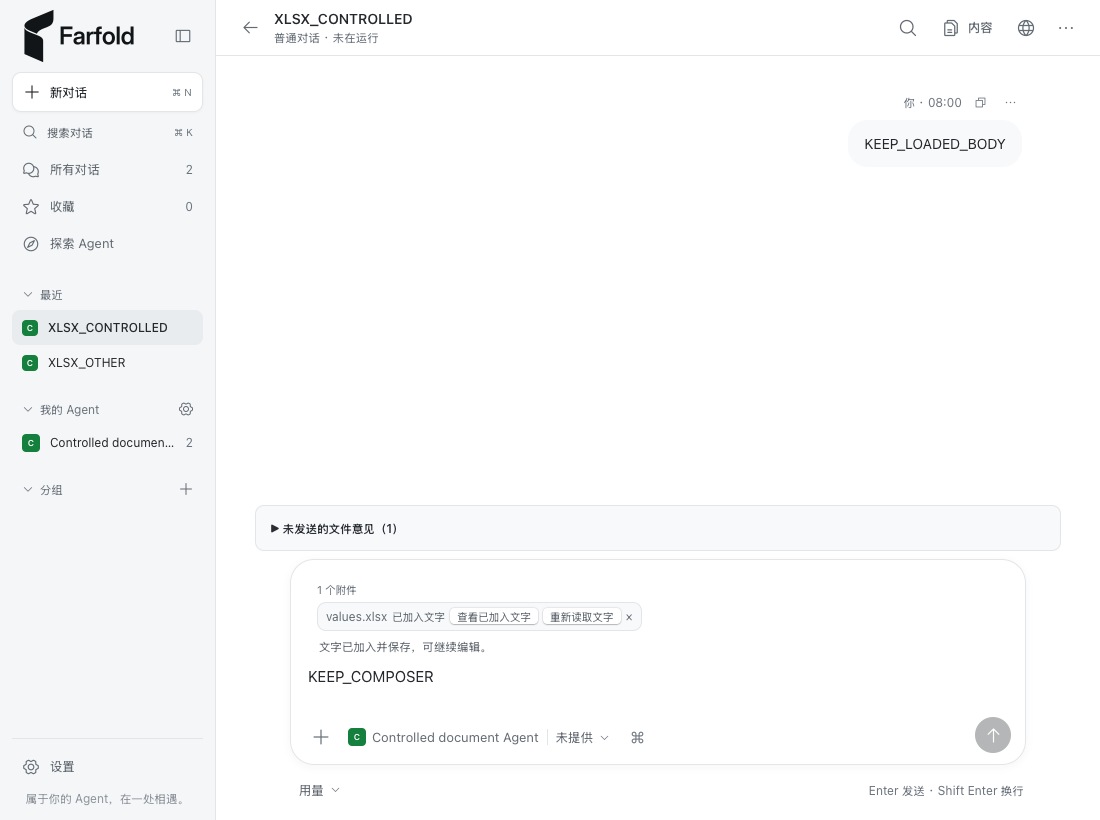 Farfold
新对话 ⌘ N
搜索对话 ⌘ K
所有对话 2
收藏 0
探索 Agent
最近
C XLSX_CONTROLLED
C XLSX_OTHER
我的 Agent
C Controlled documen... 2
分组
设置
属于你的 Agent，在一处相遇。
XLSX_CONTROLLED
普通对话 · 未在运行
内容
你 · 08:00
KEEP_LOADED_BODY
未发送的文件意见（1）
1 个附件
values.xlsx 已加入文字 查看已加入文字 重新读取文字 ×
文字已加入并保存，可继续编辑。
KEEP_COMPOSER
C Controlled document Agent 未提供 ⌘
用量
Enter 发送 · Shift Enter 换行